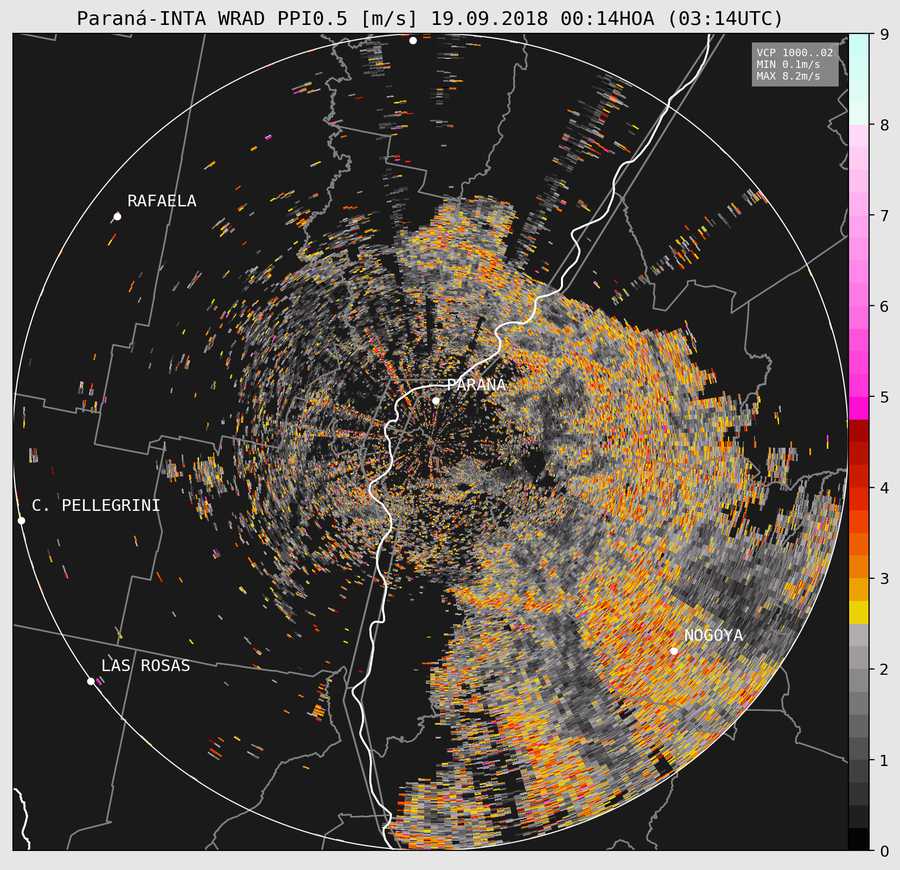 Paraná-INTA WRAD PPI0.5 [m/s] 19.09.2018 00:14HOA (03:14UTC)
VCP 1000..02
MIN 0.1m/s
MAX 8.2m/s
RAFAELA
PARANA
C. PELLEGRINI
NOGOYA
LAS ROSAS
9
8
7
6
5
4
3
2
1
0